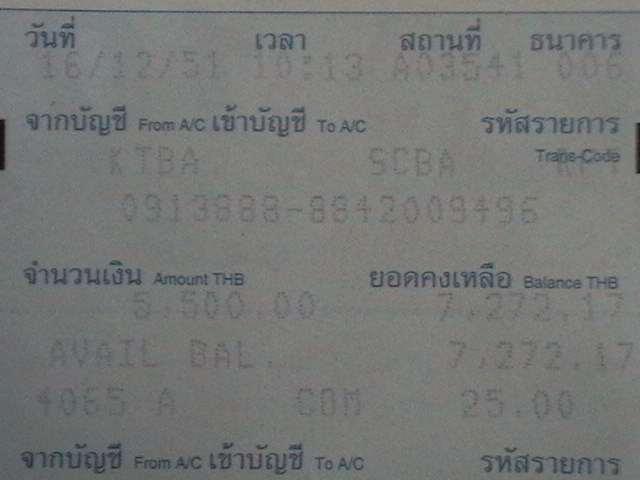 วันที่ เวลา สถานที่ ธนาคาร
16/12/51 10:13 A03541 006
จากบัญชี From A/C เข้าบัญชี To A/C รหัสรายการ
Trans-Code
KTBA SCBA
0913888-8842009496
จำนวนเงิน Amount THB ยอดคงเหลือ Balance THB
5,500.00 7,272.17
AVAIL BAL. 7,272.17
4065 A COM 25.00
จากบัญชี From A/C เข้าบัญชี To A/C รหัสรายการ